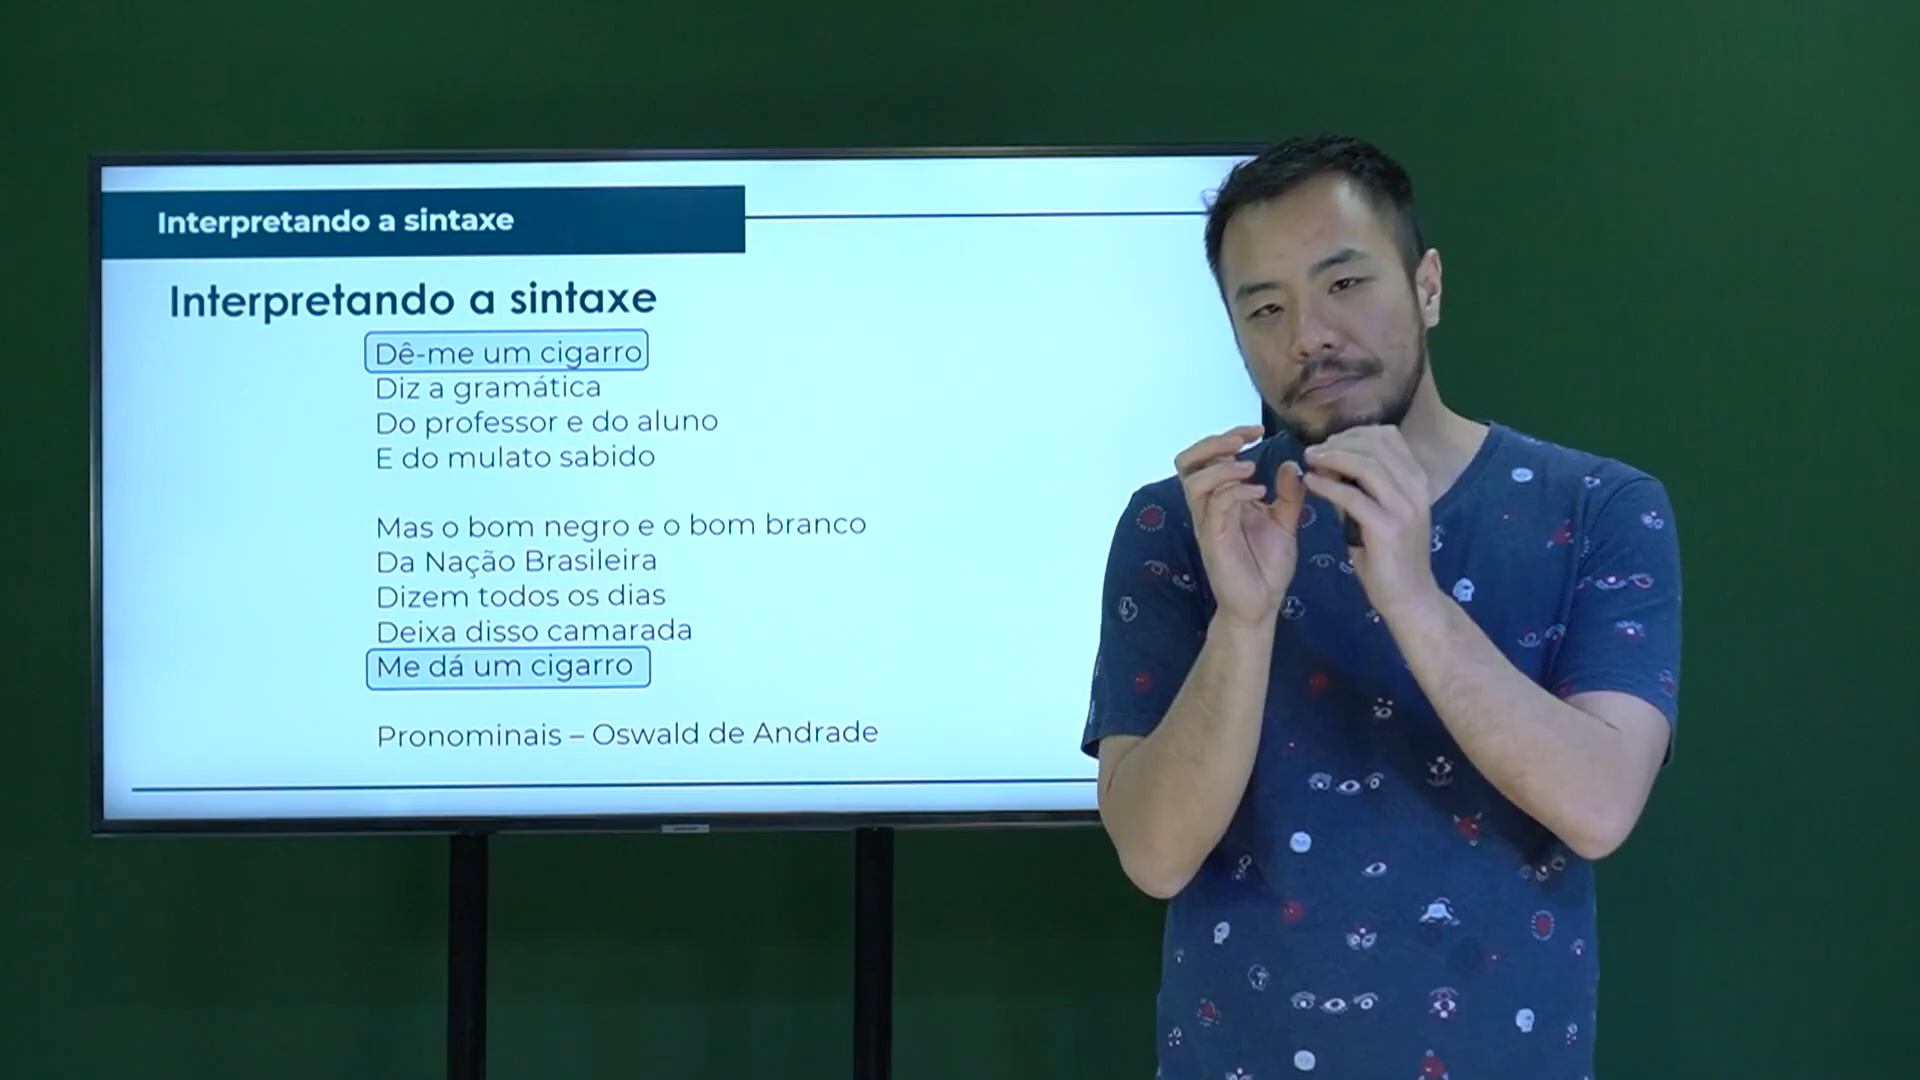 Interpretando a sintaxe
Interpretando a sintaxe
Dê-me um cigarro
Diz a gramática
Do professor e do aluno
E do mulato sabido
Mas o bom negro e o bom branco
Da Nação Brasileira
Dizem todos os dias
Deixa disso camarada
Me dá um cigarro
Pronominais – Oswald de Andrade